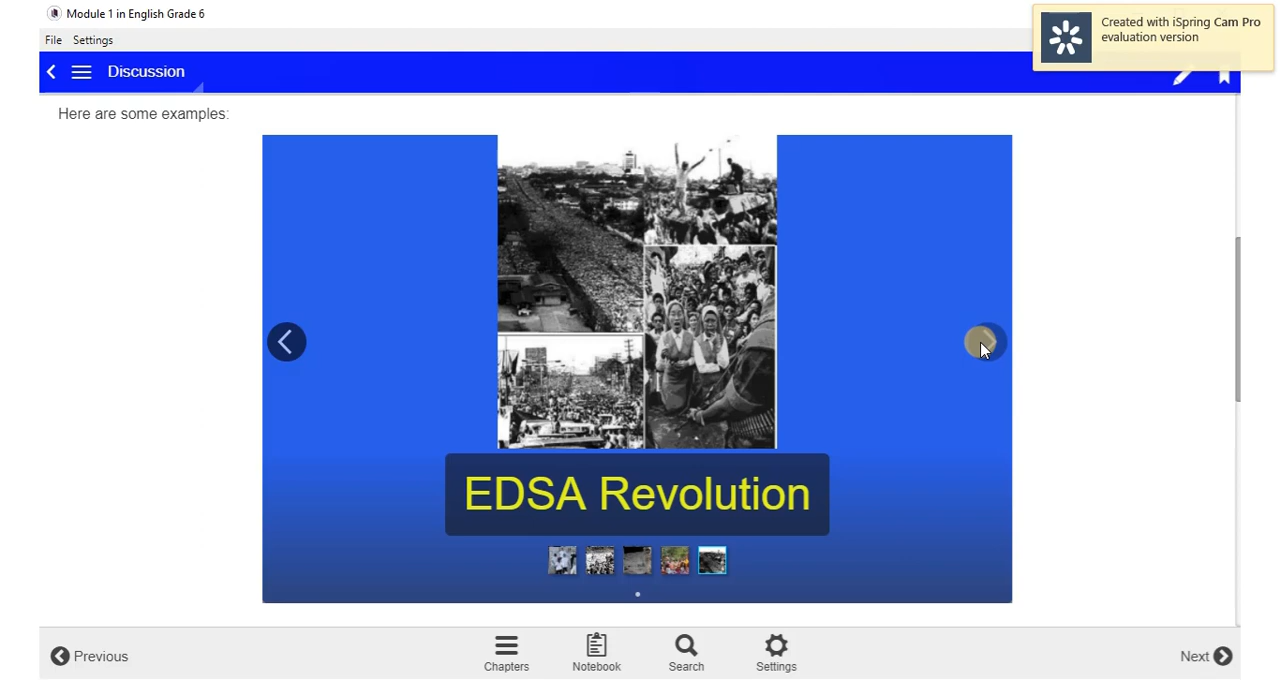 Module 1 in English Grade 6
Created with iSpring Cam Pro
evaluation version
File Settings
Discussion
Here are some examples:
EDSA Revolution
Previous
Chapters
Notebook
Search
Settings
Next